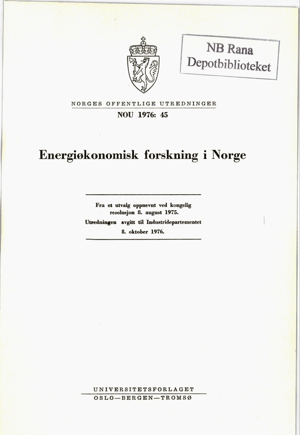 NB Rana
Depotbiblioteket
NORGES OFFENTLIGE UTREDNINGER
NOU 1976: 45
Energiøkonomisk forskning i Norge
Fra et utvalg oppnevnt ved kongelig
resolusjon 8. august 1975.
Utredningen avgitt til Industridepartementet
8. oktober 1976.
UNIVERSITETSFORLAGET
OSLO—BERGEN—TROMSØ